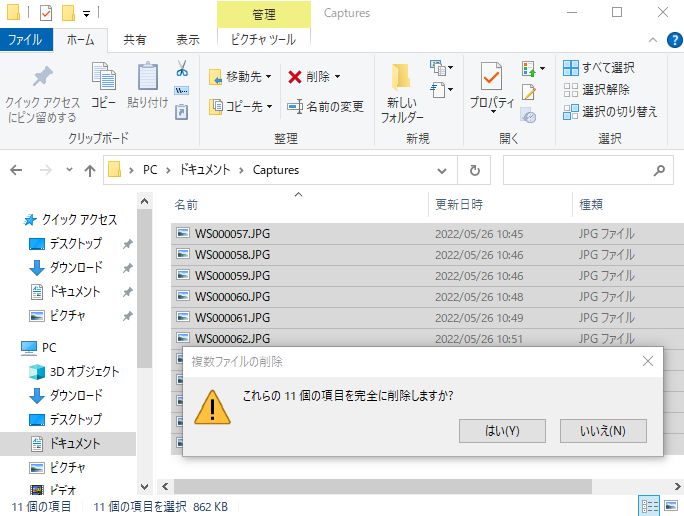 管理
Captures
ファイル
ホーム
共有
表示
ピクチャ ツール
クイック アクセス
にピン留めする
コピー
貼り付け
移動先
コピー先
削除
名前の変更
新しい
フォルダー
プロパティ
開く
すべて選択
選択解除
選択の切り替え
クリップボード
整理
新規
選択
PC
ドキュメント
Captures
名前
更新日時
種類
クイック アクセス
デスクトップ
ダウンロード
ドキュメント
ピクチャ
PC
3D オブジェクト
ダウンロード
デスクトップ
ドキュメント
ピクチャ
ビデオ
WS000057.JPG 2022/05/26 10:45 JPG ファイル
WS000058.JPG 2022/05/26 10:46 JPG ファイル
WS000059.JPG 2022/05/26 10:46 JPG ファイル
WS000060.JPG 2022/05/26 10:48 JPG ファイル
WS000061.JPG 2022/05/26 10:49 JPG ファイル
WS000062.JPG 2022/05/26 10:51 JPG ファイル
複数ファイルの削除
これらの 11 個の項目を完全に削除しますか?
はい(Y)
いいえ(N)
11 個の項目
11 個の項目を選択 862 KB